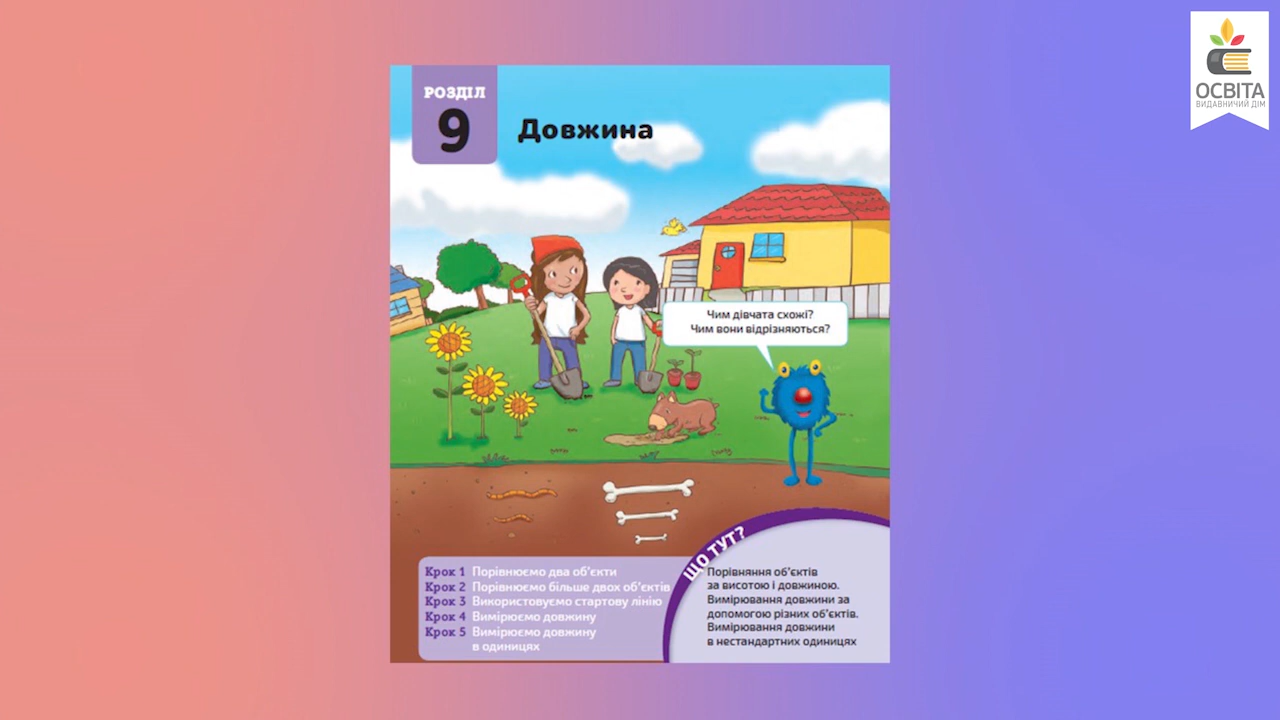 РОЗДІЛ
9
Довжина
Чим дівчата схожі?
Чим вони відрізняються?
ЩО ТУТ?
Крок 1 Порівнюємо два об'єкти
Крок 2 Порівнюємо більше двох об'єктів
Крок 3 Використовуємо стартову лінію
Крок 4 Вимірюємо довжину
Крок 5 Вимірюємо довжину
в одиницях
Порівняння об'єктів
за висотою і довжиною.
Вимірювання довжини за
допомогою різних об'єктів.
Вимірювання довжини
в нестандартних одиницях
ОСВІТА
ВИДАВНИЧИЙ ДІМ